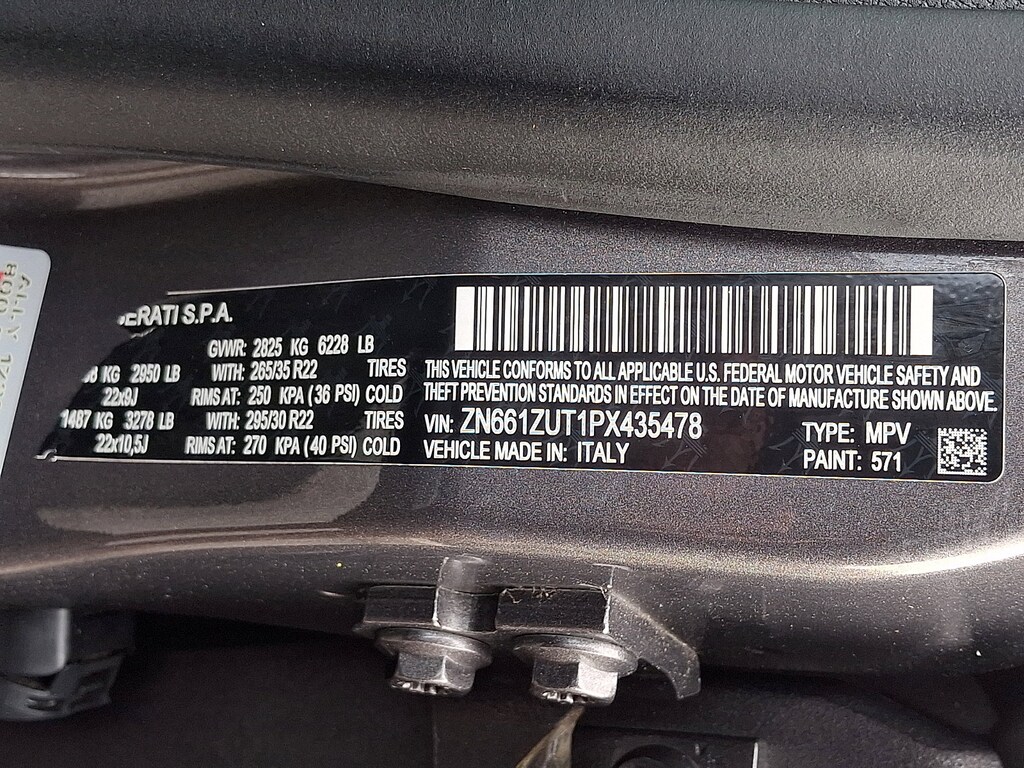 S.P.A.
GVWR: 2825 KG 6228 LB
KG 2950 LB WITH: 265/35 R22 TIRES
22x9J RIMS AT: 250 KPA (36 PSI) COLD
1487 KG 3278 LB WITH: 295/30 R22 TIRES
22x10,5J RIMS AT: 270 KPA (40 PSI) COLD
THIS VEHICLE CONFORMS TO ALL APPLICABLE U.S. FEDERAL MOTOR VEHICLE SAFETY AND
THEFT PREVENTION STANDARDS IN EFFECT ON THE DATE OF MANUFACTURE SHOWN ABOVE.
VIN: ZN661ZUT1PX435478
VEHICLE MADE IN: ITALY
TYPE: MPV
PAINT: 571